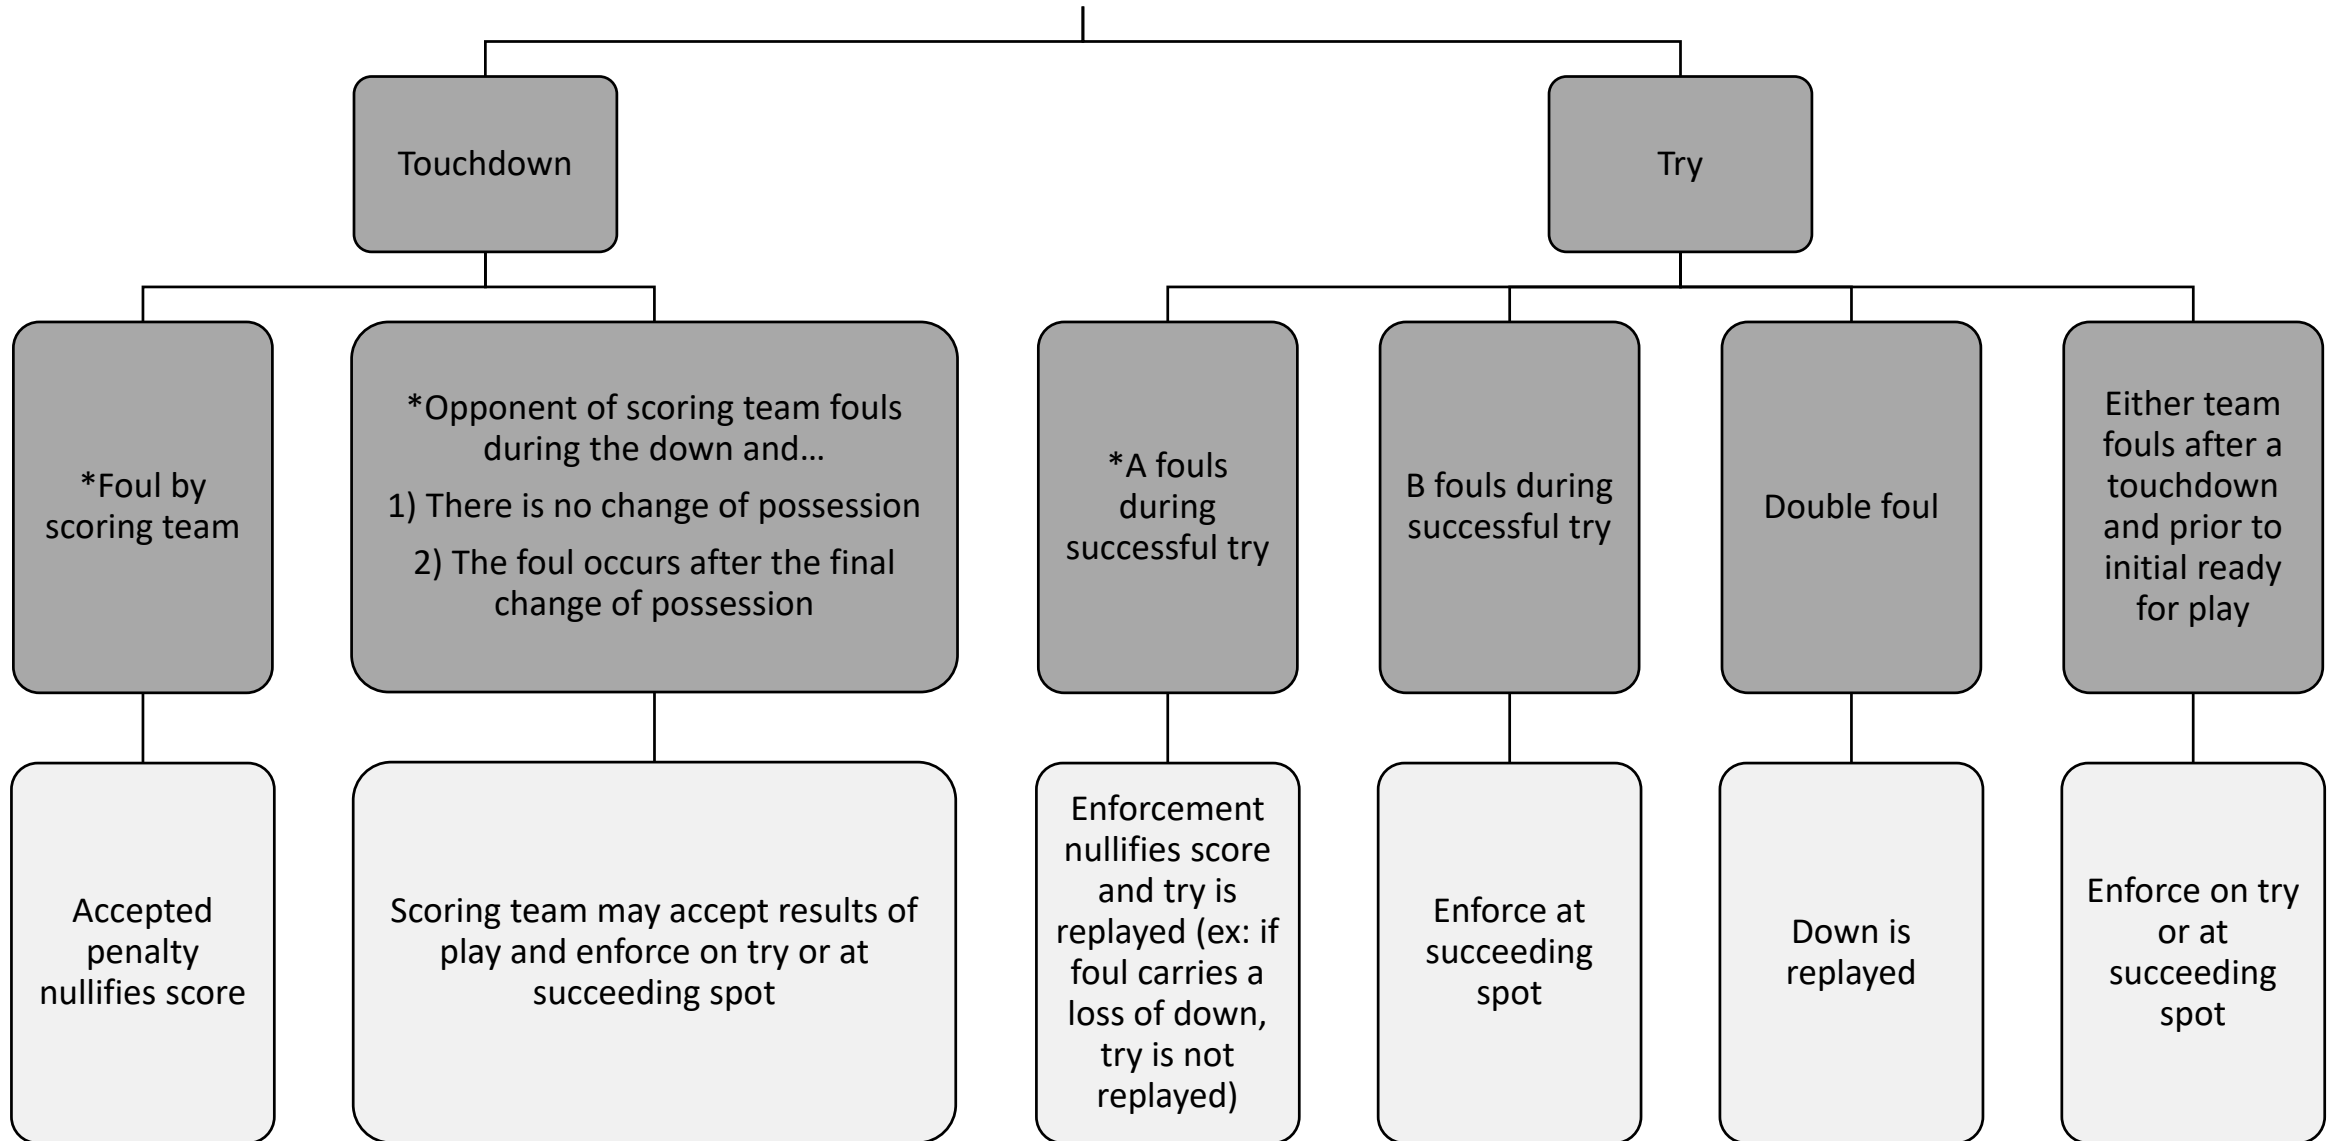 Touchdown
Try
*Foul by
scoring team
*Opponent of scoring team fouls
during the down and…
1) There is no change of possession
2) The foul occurs after the final
change of possession
*A fouls
during
successful try
B fouls during
successful try
Double foul
Either team
fouls after a
touchdown
and prior to
initial ready
for play
Accepted
penalty
nullifies score
Scoring team may accept results of
play and enforce on try or at
succeeding spot
Enforcement
nullifies score
and try is
replayed (ex: if
foul carries a
loss of down,
try is not
replayed)
Enforce at
succeeding
spot
Down is
replayed
Enforce on try
or at
succeeding
spot